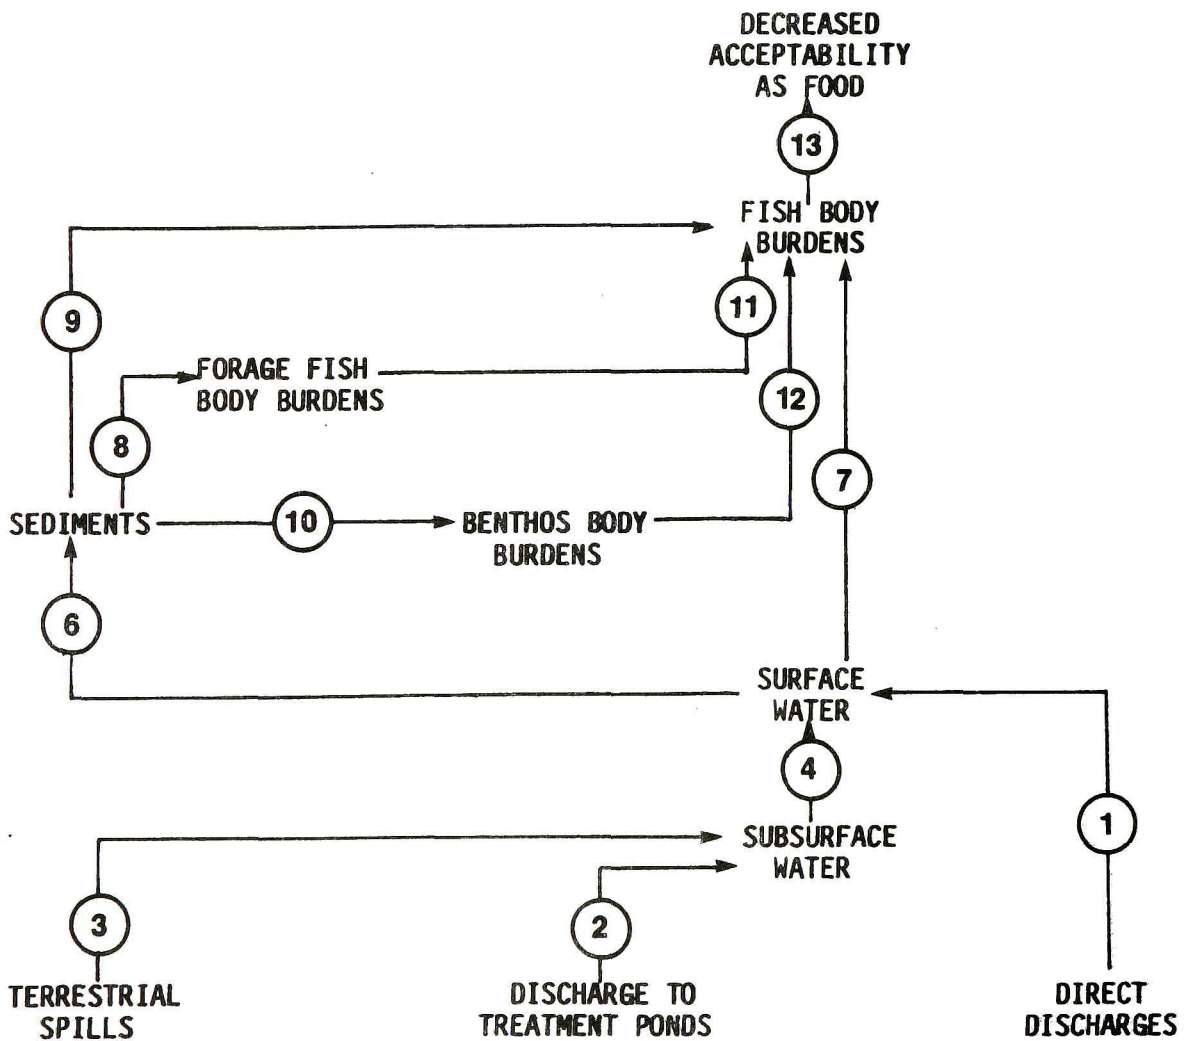 DECREASED
ACCEPTABILITY
AS FOOD
13
FISH BODY
BURDENS
9
11
FORAGE FISH
BODY BURDENS
12
8
7
SEDIMENTS
10
BENTHOS BODY
BURDENS
6
SURFACE
WATER
4
1
SUBSURFACE
WATER
3
2
TERRESTRIAL
SPILLS
DISCHARGE TO
TREATMENT PONDS
DIRECT
DISCHARGES